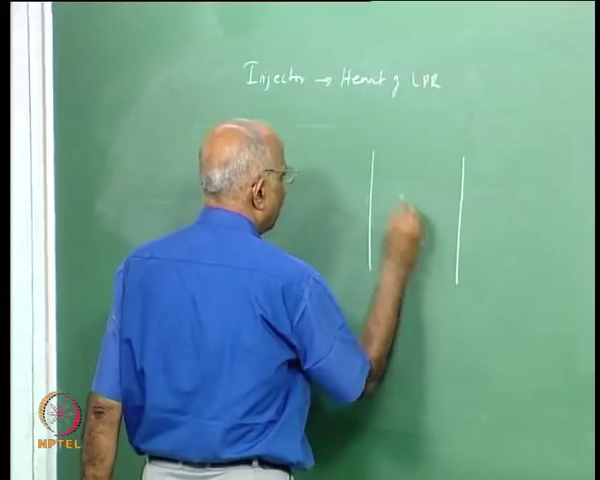 Injector → Heart of LPR
NPTEL